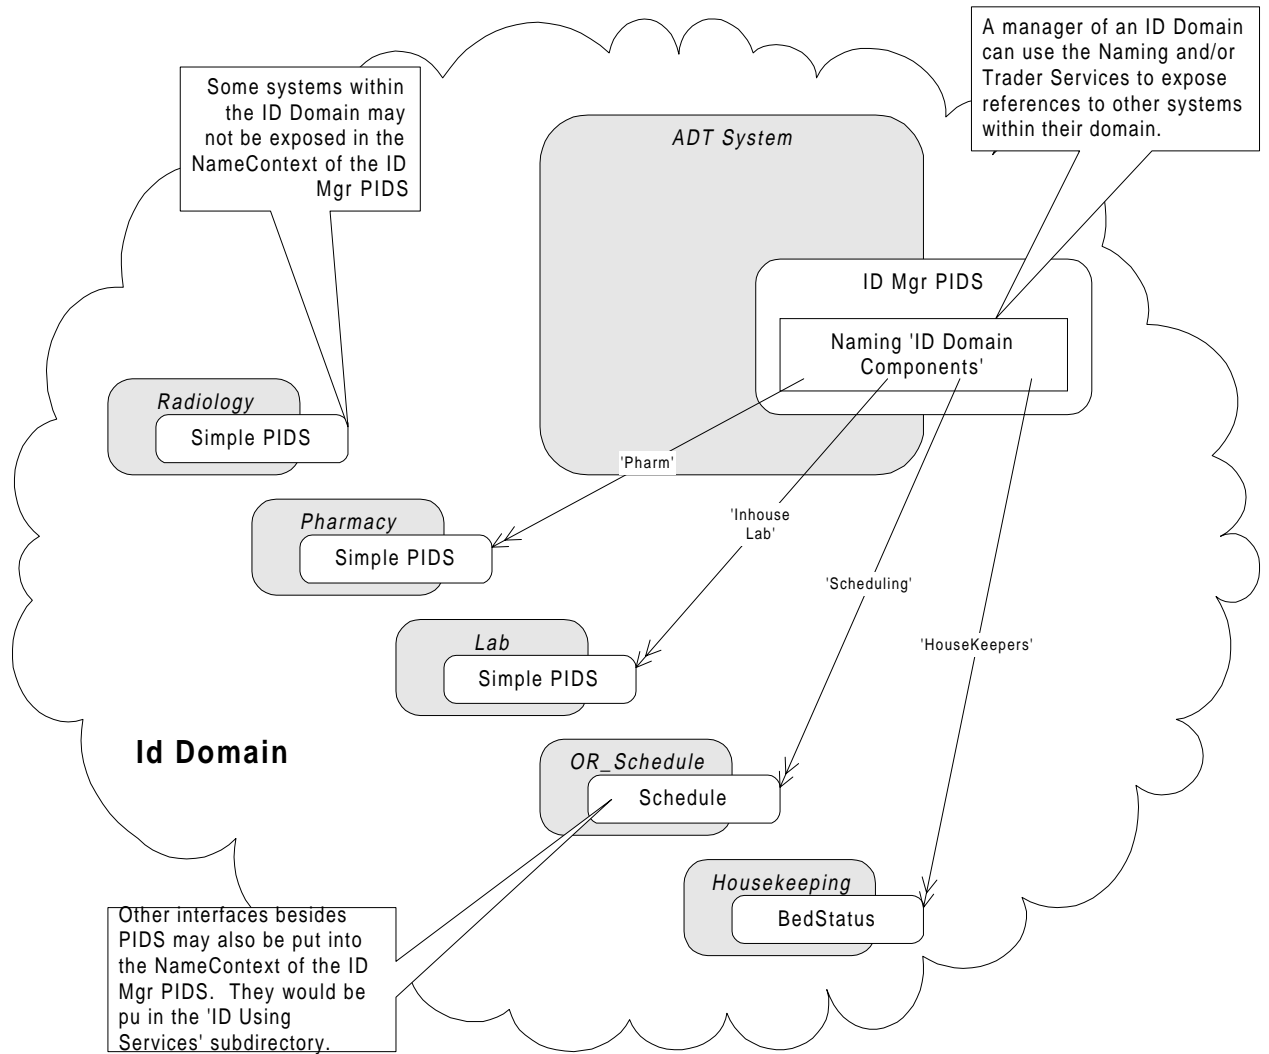 A manager of an ID Domain
can use the Naming and/or
Trader Services to expose
references to other systems
within their domain.
Some systems within
the ID Domain may
not be exposed in the
NameContext of the ID
Mgr PIDS
ADT System
ID Mgr PIDS
Naming 'ID Domain
Components'
Radiology
Simple PIDS
'Pharm'
Pharmacy
Simple PIDS
'Inhouse
Lab'
'Scheduling'
'HouseKeepers'
Lab
Simple PIDS
Id Domain
OR_Schedule
Schedule
Housekeeping
BedStatus
Other interfaces besides
PIDS may also be put into
the NameContext of the ID
Mgr PIDS.  They would be
pu in the 'ID Using
Services' subdirectory.